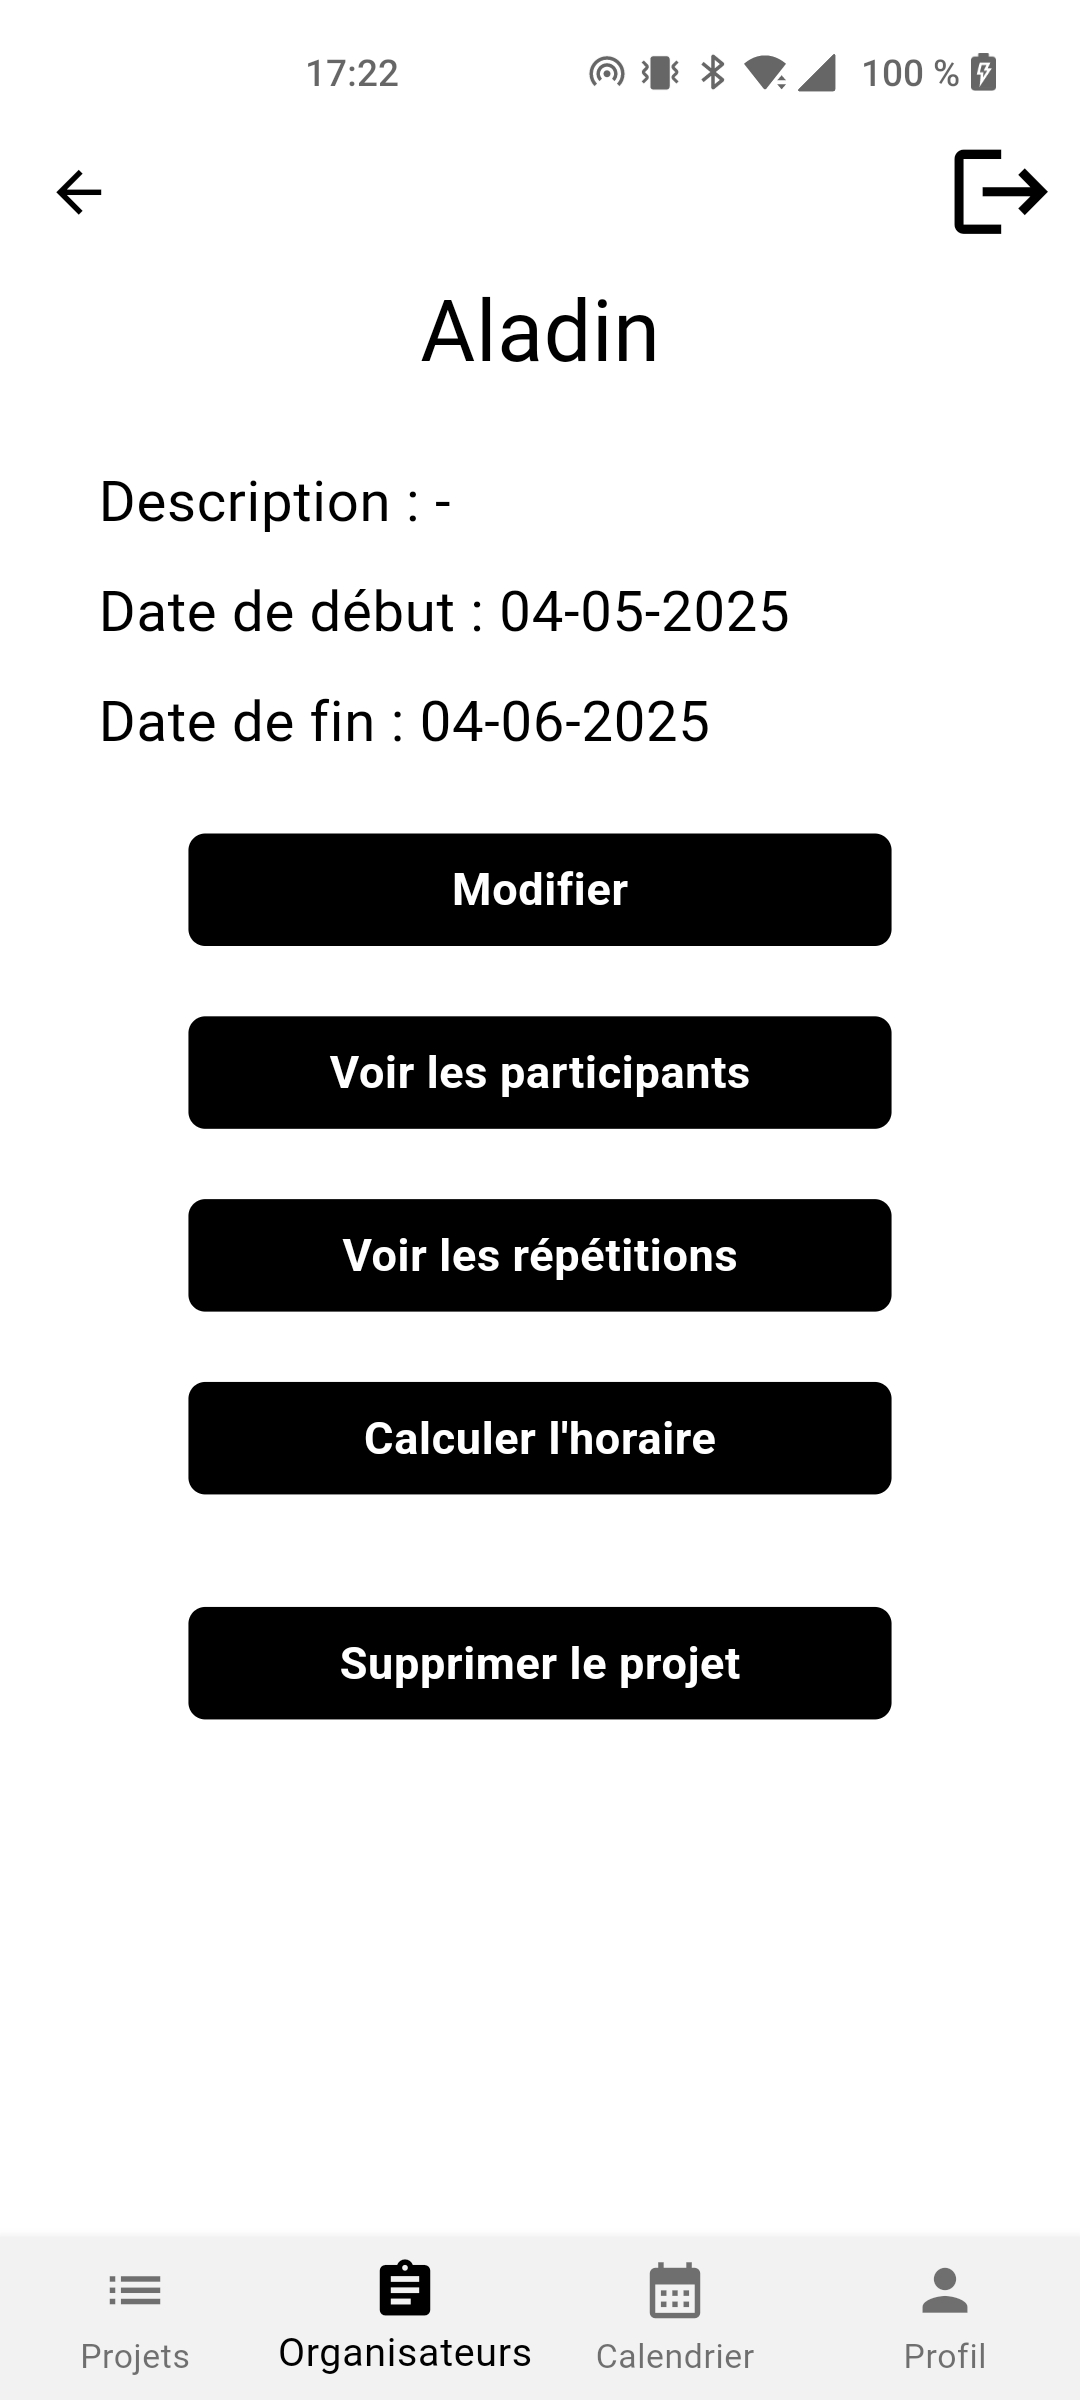 17:22 100 %
Aladin
Description : -
Date de début : 04-05-2025
Date de fin : 04-06-2025
Modifier
Voir les participants
Voir les répétitions
Calculer l'horaire
Supprimer le projet
Projets Organisateurs Calendrier Profil